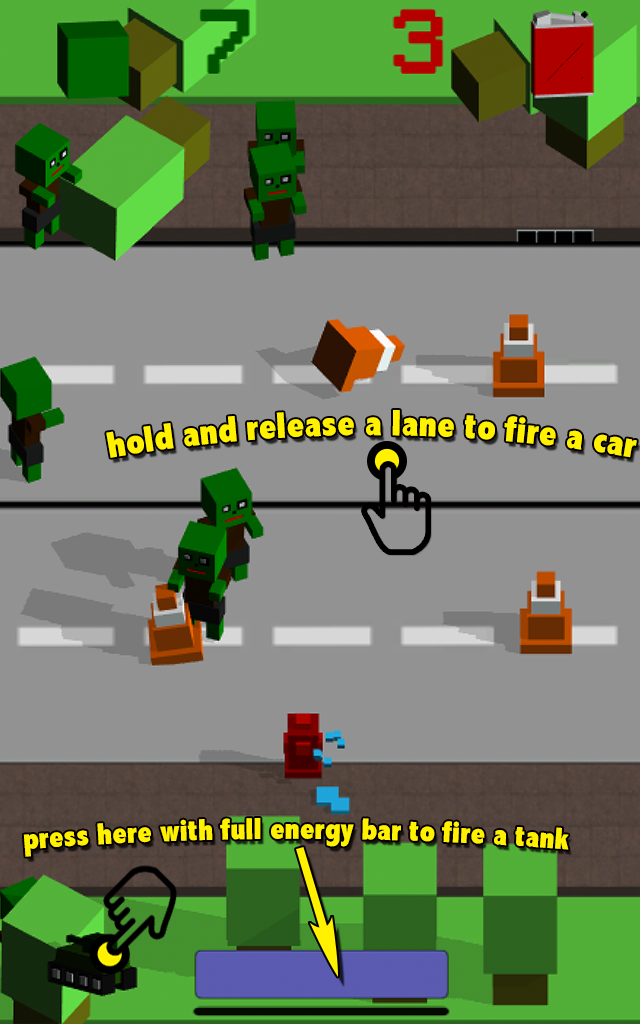 7 3
hold and release a lane to fire a car
press here with full energy bar to fire a tank